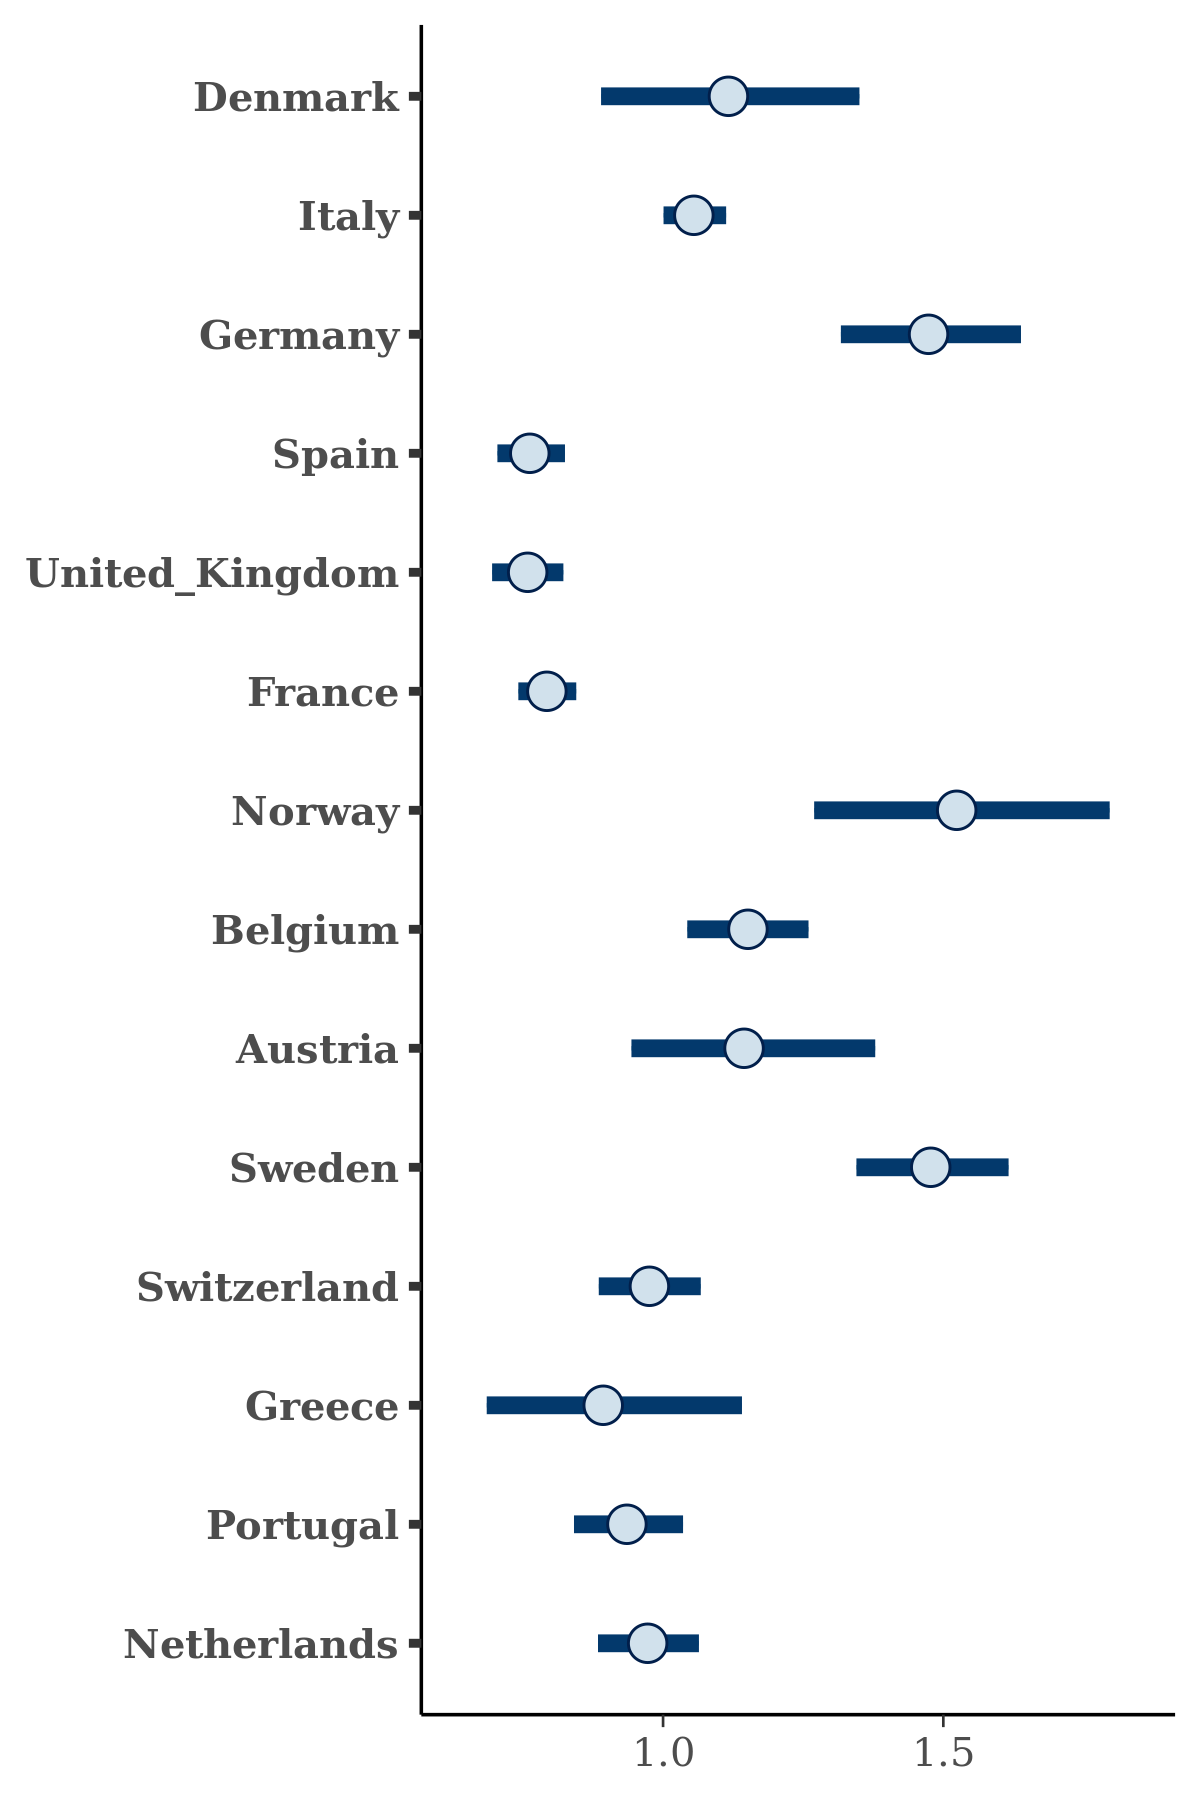 Denmark
Italy
Germany
Spain
United_Kingdom
France
Norway
Belgium
Austria
Sweden
Switzerland
Greece
Portugal
Netherlands
1.0 1.5